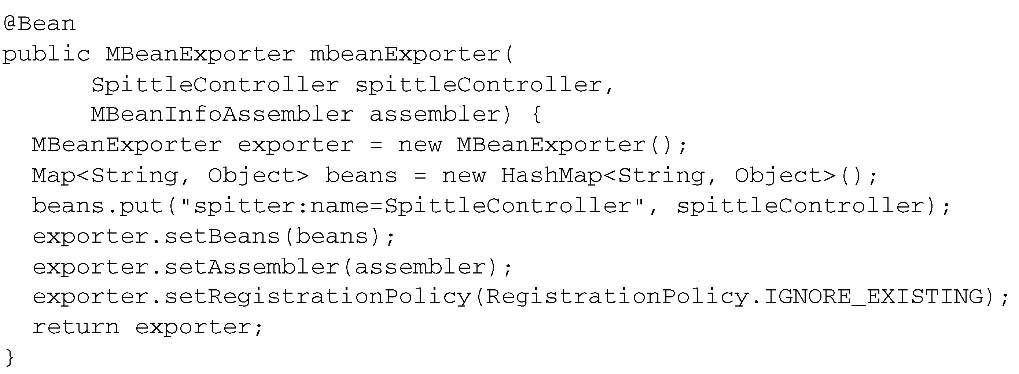 @Bean
public MBeanExporter mbeanExporter(
      SpittleController spittleController,
      MBeanInfoAssembler assembler) {
  MBeanExporter exporter = new MBeanExporter();
  Map<String, Object> beans = new HashMap<String, Object>();
  beans.put("spitter:name=SpittleController", spittleController);
  exporter.setBeans(beans);
  exporter.setAssembler(assembler);
  exporter.setRegistrationPolicy(RegistrationPolicy.IGNORE_EXISTING);
  return exporter;
}